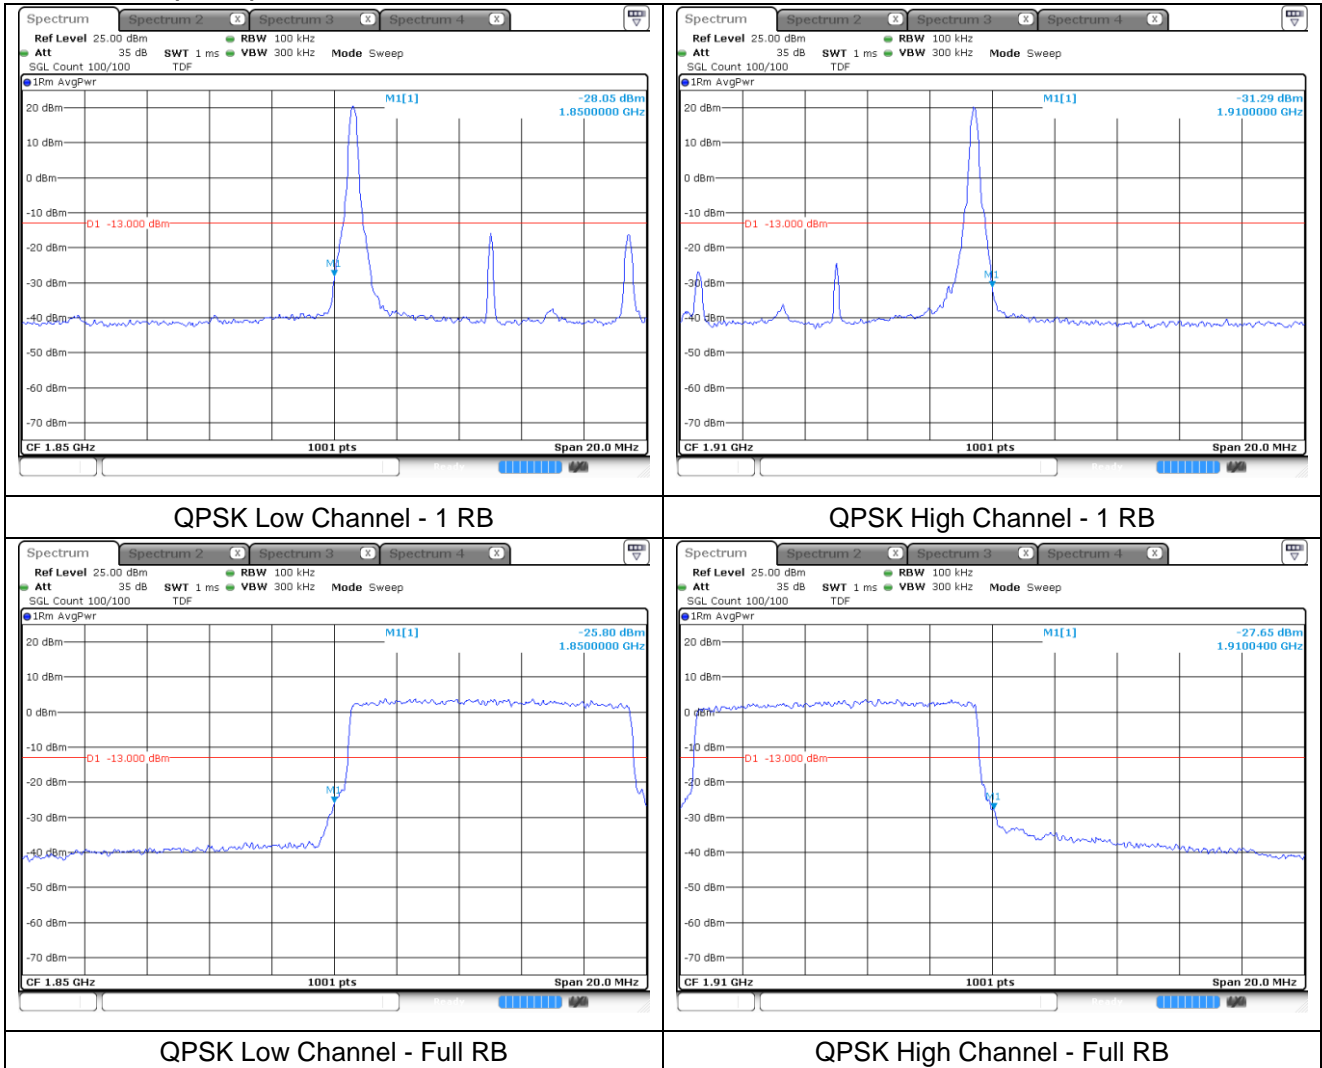 Spectrum Spectrum 2 X Spectrum 3 X Spectrum 4 X
Ref Level 25.00 dBm RBW 100 kHz
Att 35 dB SWT 1 ms VBW 300 kHz Mode Sweep
SGL Count 100/100 TDF
1Rm AvgPwr
M1[1] -28.05 dBm
1.8500000 GHz
20 dBm
10 dBm
0 dBm
-10 dBm
D1 -13.000 dBm
-20 dBm
M1
-30 dBm
-40 dBm
-50 dBm
-60 dBm
-70 dBm
CF 1.85 GHz 1001 pts Span 20.0 MHz
QPSK Low Channel - 1 RB
Spectrum Spectrum 2 X Spectrum 3 X Spectrum 4 X
Ref Level 25.00 dBm RBW 100 kHz
Att 35 dB SWT 1 ms VBW 300 kHz Mode Sweep
SGL Count 100/100 TDF
1Rm AvgPwr
M1[1] -31.29 dBm
1.9100000 GHz
20 dBm
10 dBm
0 dBm
-10 dBm
D1 -13.000 dBm
-20 dBm
M1
-30 dBm
-40 dBm
-50 dBm
-60 dBm
-70 dBm
CF 1.91 GHz 1001 pts Span 20.0 MHz
QPSK High Channel - 1 RB
Spectrum Spectrum 2 X Spectrum 3 X Spectrum 4 X
Ref Level 25.00 dBm RBW 100 kHz
Att 35 dB SWT 1 ms VBW 300 kHz Mode Sweep
SGL Count 100/100 TDF
1Rm AvgPwr
M1[1] -25.80 dBm
1.8500000 GHz
20 dBm
10 dBm
0 dBm
-10 dBm
D1 -13.000 dBm
-20 dBm
M1
-30 dBm
-40 dBm
-50 dBm
-60 dBm
-70 dBm
CF 1.85 GHz 1001 pts Span 20.0 MHz
QPSK Low Channel - Full RB
Spectrum Spectrum 2 X Spectrum 3 X Spectrum 4 X
Ref Level 25.00 dBm RBW 100 kHz
Att 35 dB SWT 1 ms VBW 300 kHz Mode Sweep
SGL Count 100/100 TDF
1Rm AvgPwr
M1[1] -27.65 dBm
1.9100400 GHz
20 dBm
10 dBm
0 dBm
-10 dBm
D1 -13.000 dBm
-20 dBm
M1
-30 dBm
-40 dBm
-50 dBm
-60 dBm
-70 dBm
CF 1.91 GHz 1001 pts Span 20.0 MHz
QPSK High Channel - Full RB